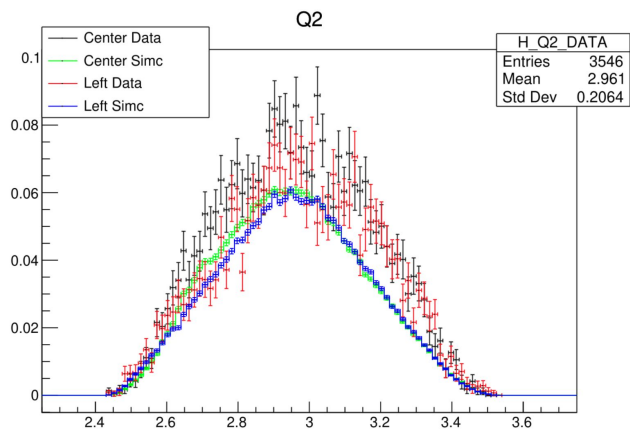 Q2
Center Data
Center Simc
Left Data
Left Simc
H_Q2_DATA
Entries 3546
Mean 2.961
Std Dev 0.2064
0.1
0.08
0.06
0.04
0.02
0
2.4 2.6 2.8 3 3.2 3.4 3.6